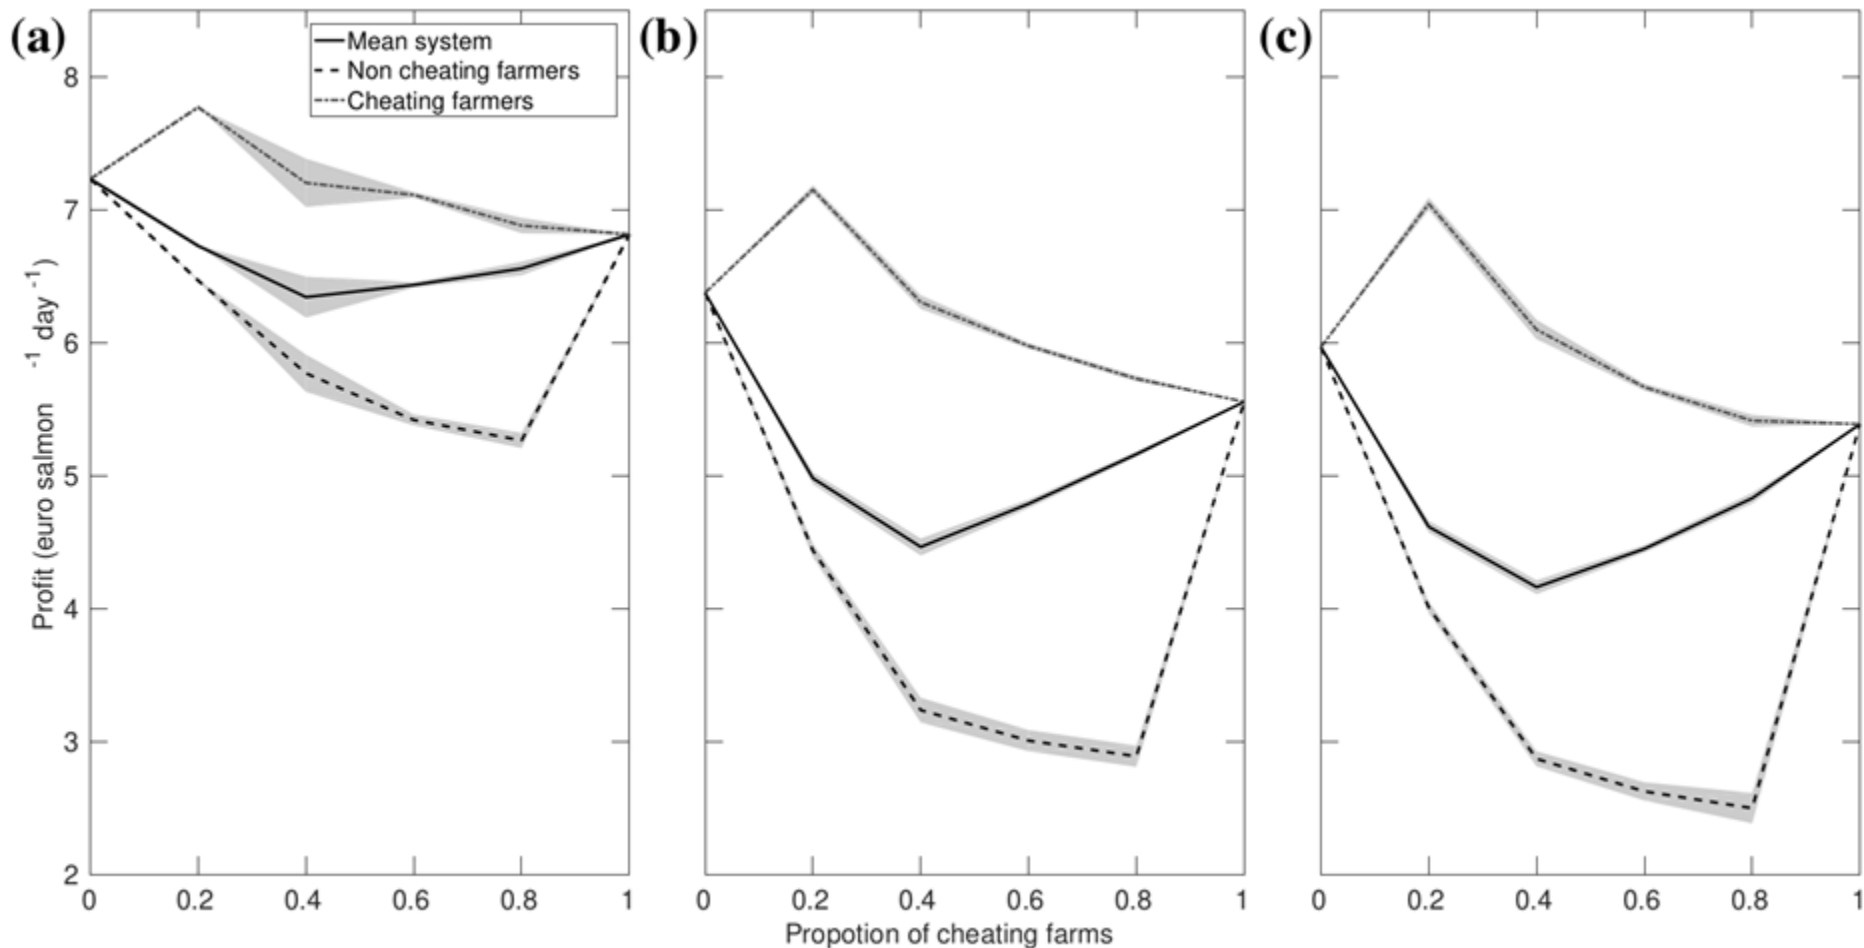 (a)
Mean system
Non cheating farmers
Cheating farmers
(b)
(c)
8
7
6
5
4
3
2
Profit (euro salmon -1 day -1)
0 0.2 0.4 0.6 0.8 1
0 0.2 0.4 0.6 0.8 1
0 0.2 0.4 0.6 0.8 1
Propotion of cheating farms